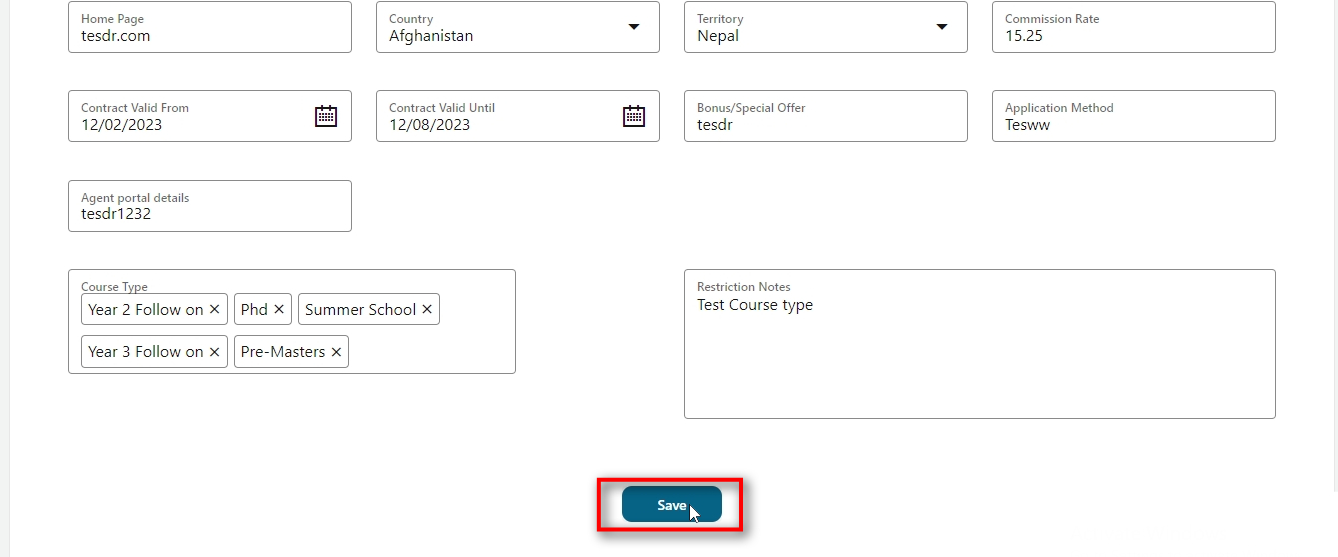 Home Page
tesdr.com
Country
Afghanistan
Territory
Nepal
Commission Rate
15.25
Contract Valid From
12/02/2023
Contract Valid Until
12/08/2023
Bonus/Special Offer
tesdr
Application Method
Tesww
Agent portal details
tesdr1232
Course Type
Year 2 Follow on × Phd × Summer School ×
Year 3 Follow on × Pre-Masters ×
Restriction Notes
Test Course type
Save